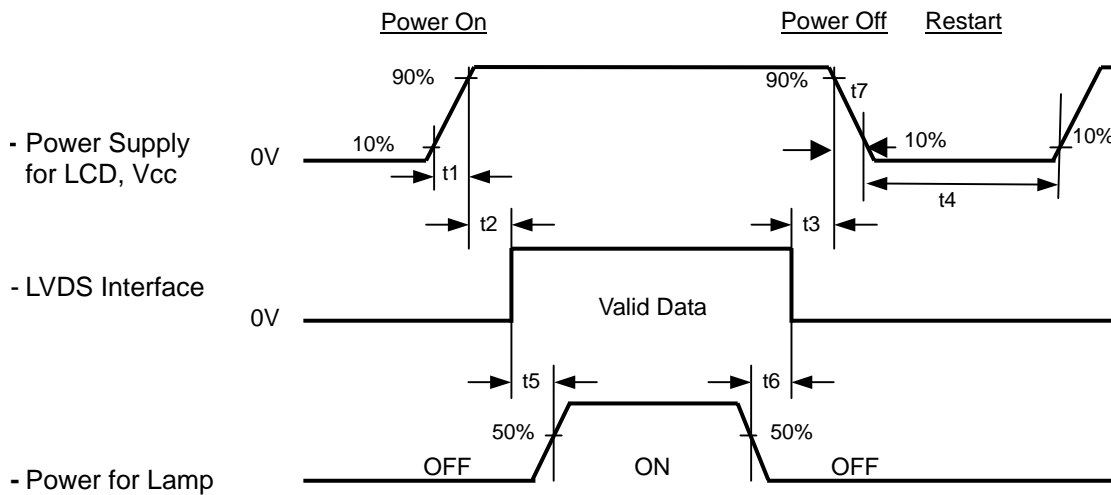 Power On
Power Off Restart
90% 90% t7
- Power Supply
for LCD, Vcc
0V 10% 10% 10%
t1 t4
t2 t3
- LVDS Interface
0V Valid Data
t5 t6
50% 50%
- Power for Lamp
OFF ON OFF